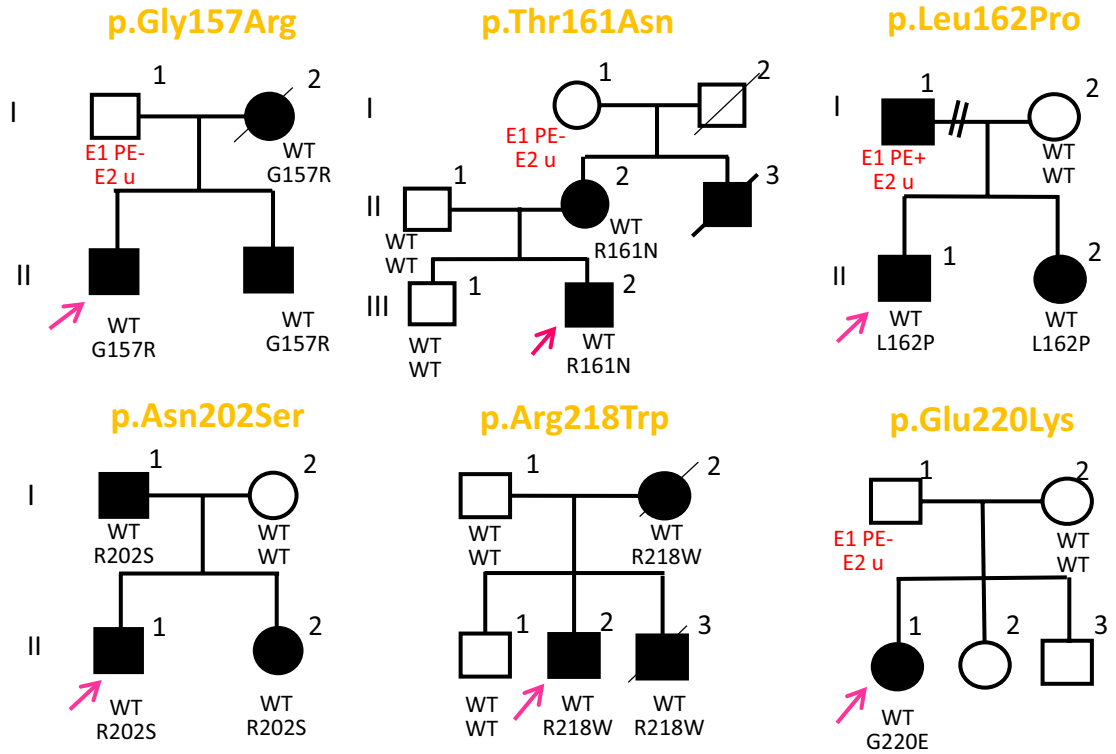 p.Gly157Arg
I
1
2
E1 PE-
E2 u
WT
G157R
II
WT
G157R
WT
G157R
p.Thr161Asn
I
1
2
E1 PE-
E2 u
II
1
2
3
WT
WT
WT
R161N
III
1
2
WT
WT
WT
R161N
p.Leu162Pro
I
1
2
E1 PE+
E2 u
WT
WT
II
1
2
WT
L162P
WT
L162P
p.Asn202Ser
I
1
2
WT
R202S
WT
WT
II
1
2
WT
R202S
WT
R202S
p.Arg218Trp
1
2
WT
WT
WT
R218W
1
2
3
WT
WT
WT
R218W
WT
R218W
p.Glu220Lys
1
2
E1 PE-
E2 u
WT
WT
1
2
3
WT
G220E